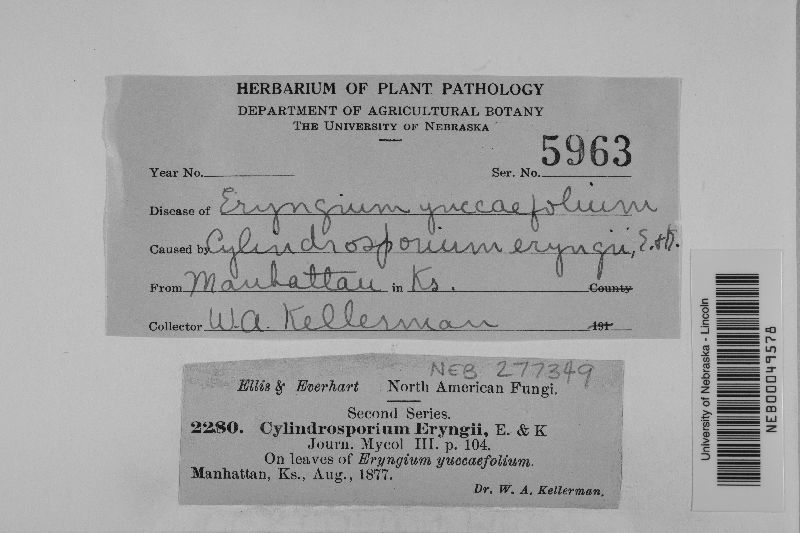 HERBARIUM OF PLANT PATHOLOGY
DEPARTMENT OF AGRICULTURAL BOTANY
THE UNIVERSITY OF NEBRASKA
Year No. Ser. No. 5963
Disease of Eryngium yuccaefolium
Caused by Cylindrosporium eryngii, E. & K.
From Manhattan in Ks. County
Collector W.A. Kellerman 191
NEB 277349
Ellis & Everhart North American Fungi.
Second Series.
2280. Cylindrosporium Eryngii, E. & K
Journ. Mycol III. p. 104.
On leaves of Eryngium yuccaefolium.
Manhattan, Ks., Aug., 1877.
Dr. W. A. Kellerman.
University of Nebraska - Lincoln
NEB00049578